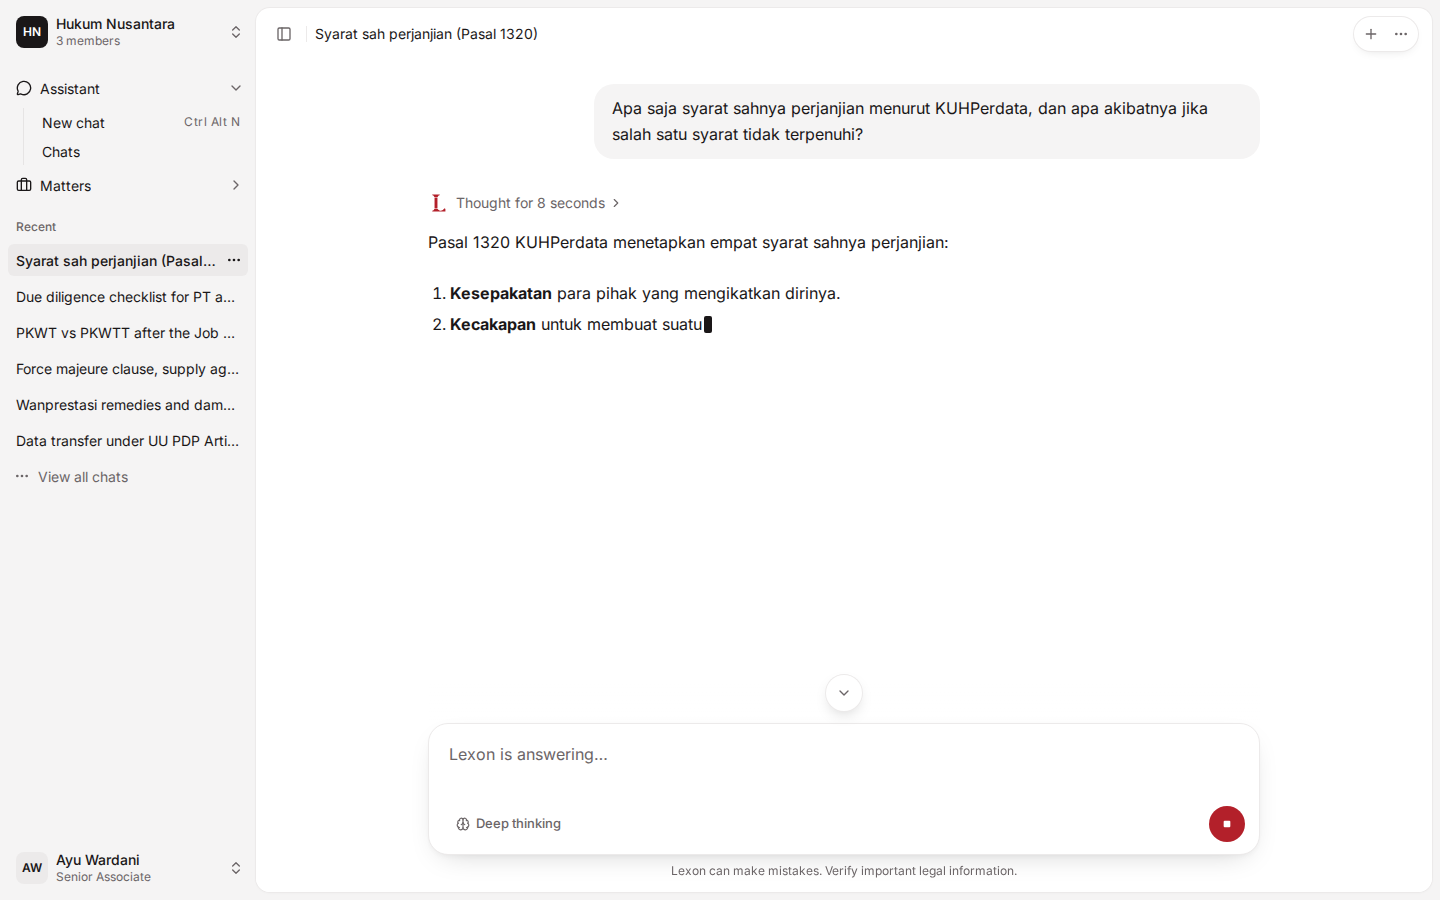 HN
Hukum Nusantara
3 members
Assistant
New chat Ctrl Alt N
Chats
Matters
Recent
Syarat sah perjanjian (Pasal...
Due diligence checklist for PT a...
PKWT vs PKWTT after the Job ...
Force majeure clause, supply ag...
Wanprestasi remedies and dam...
Data transfer under UU PDP Arti...
View all chats
AW
Ayu Wardani
Senior Associate
Syarat sah perjanjian (Pasal 1320)
Apa saja syarat sahnya perjanjian menurut KUHPerdata, dan apa akibatnya jika
salah satu syarat tidak terpenuhi?
L Thought for 8 seconds
Pasal 1320 KUHPerdata menetapkan empat syarat sahnya perjanjian:
1. Kesepakatan para pihak yang mengikatkan dirinya.
2. Kecakapan untuk membuat suatu
Lexon is answering...
Deep thinking
Lexon can make mistakes. Verify important legal information.